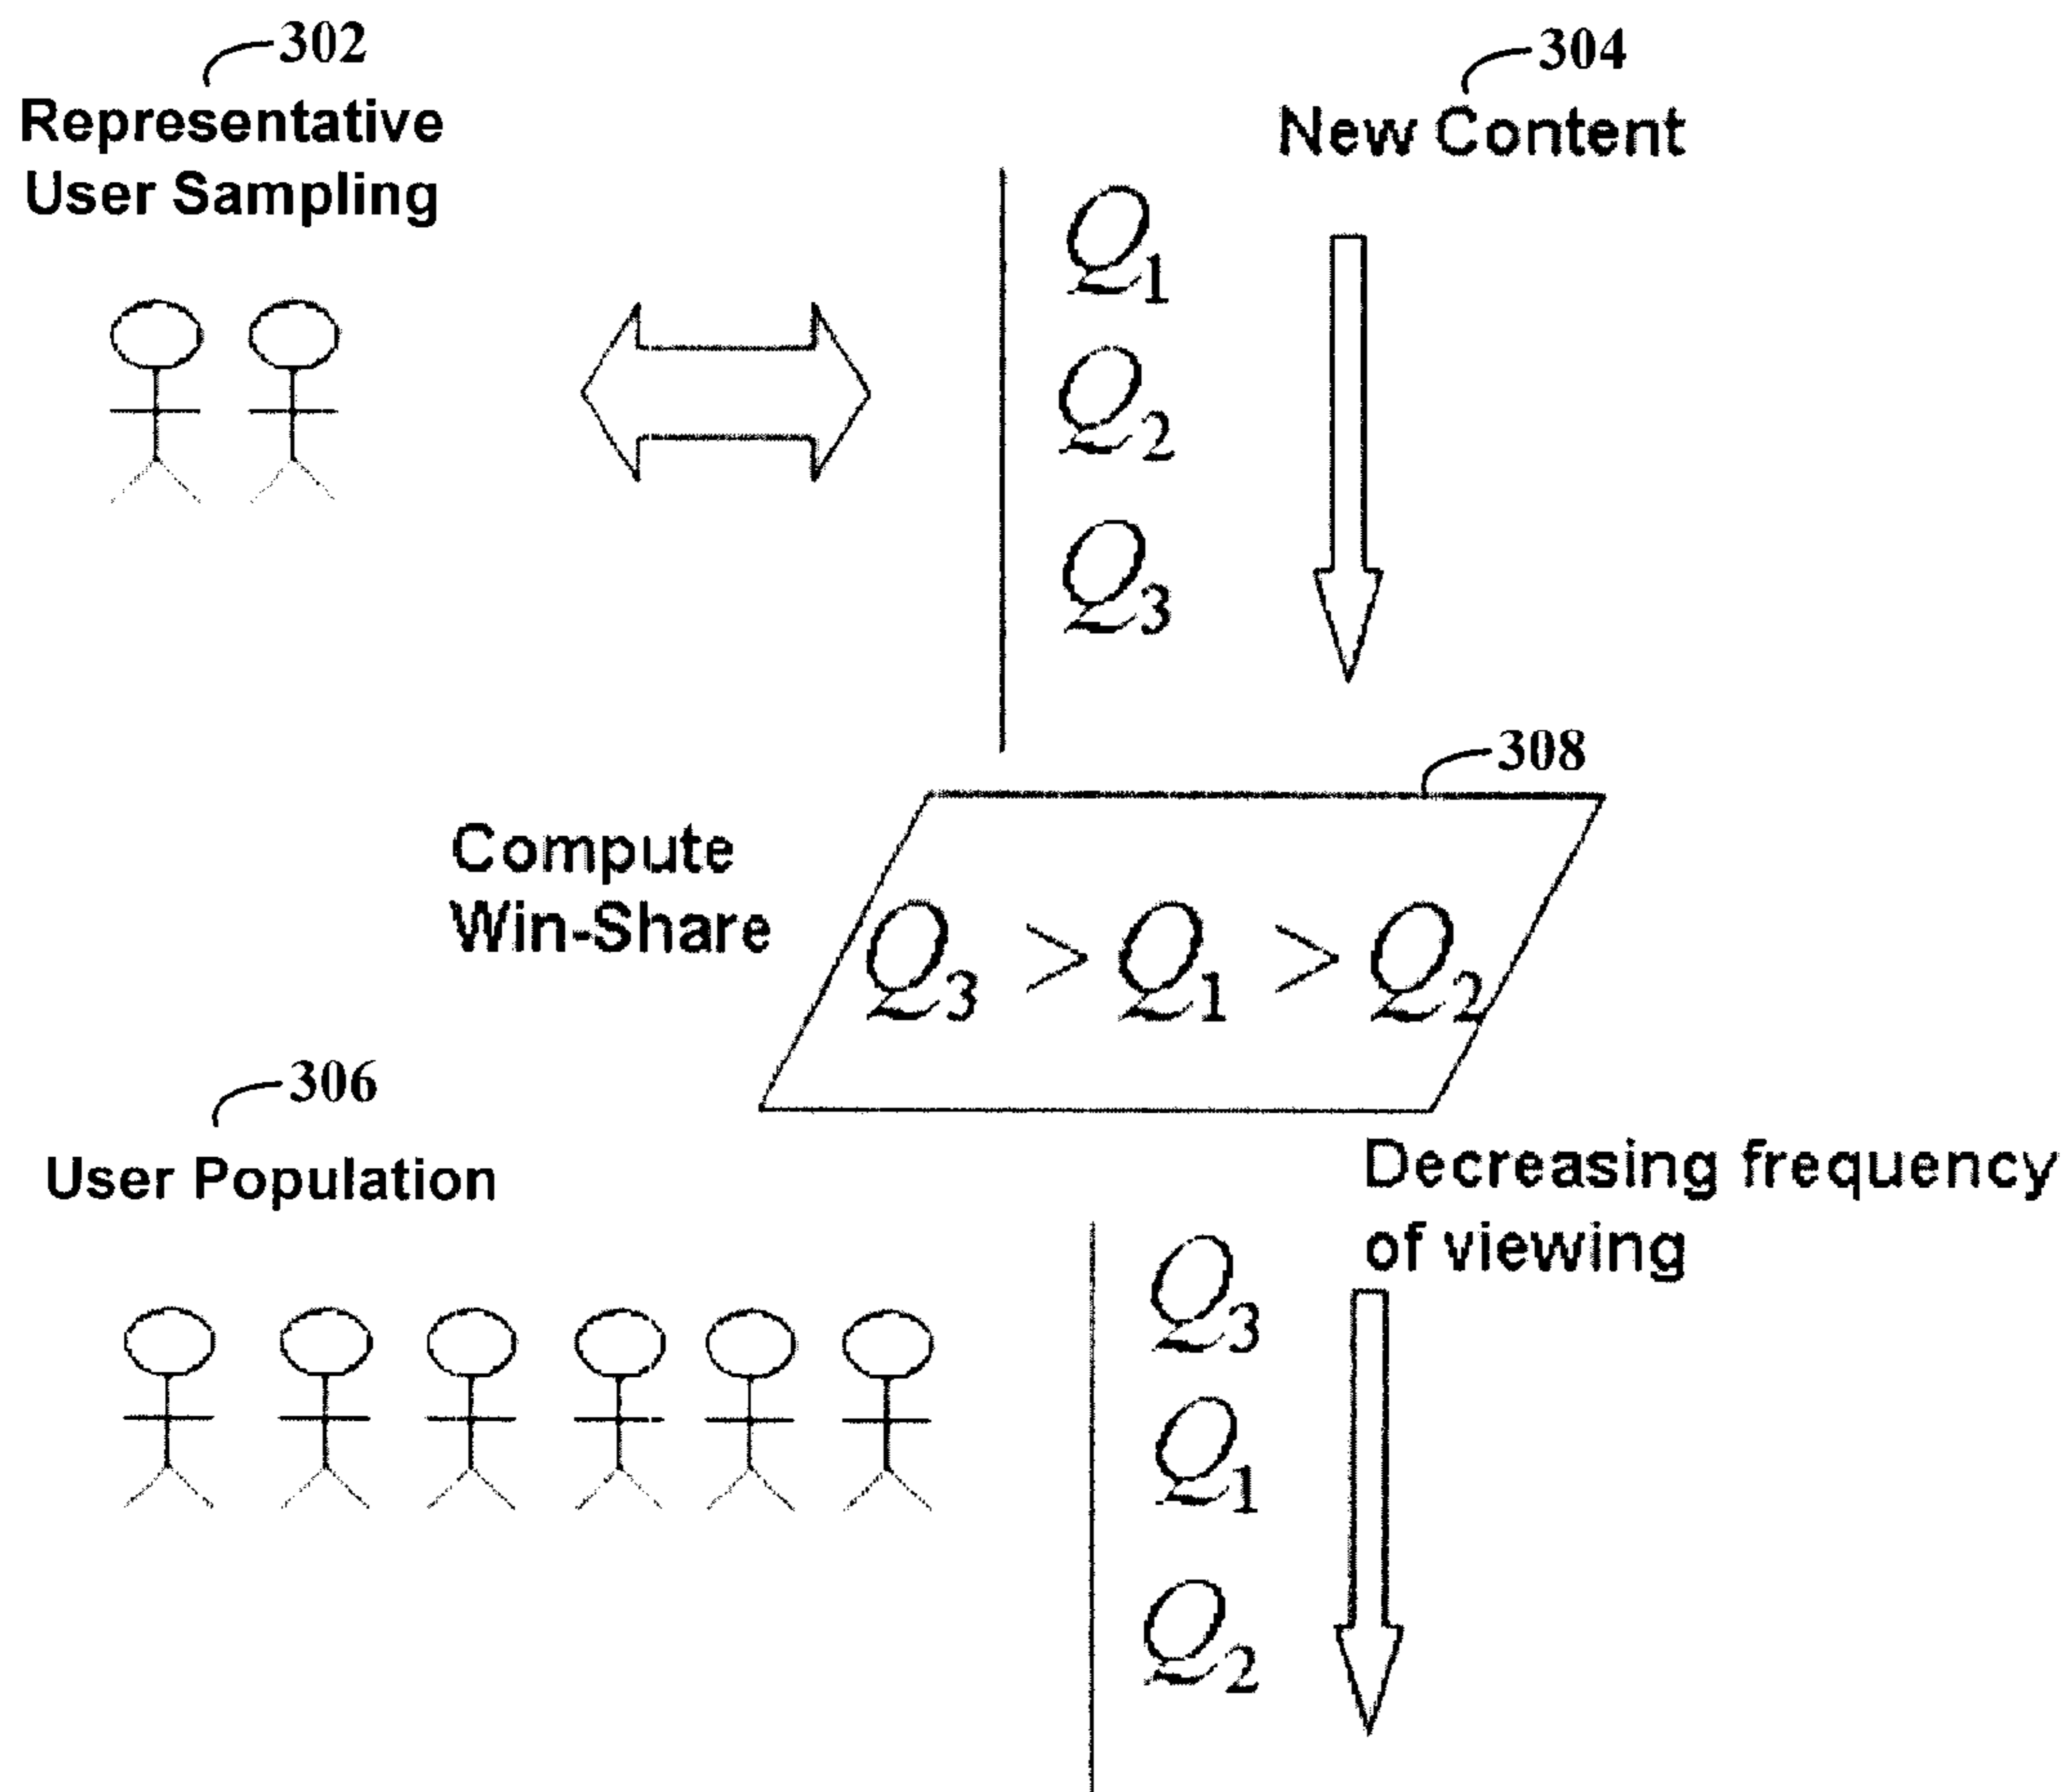 302
Representative
User Sampling
304
New Content
Q1
Q2
Q3
308
Compute
Win-Share
Q3 > Q1 > Q2
306
User Population
Decreasing frequency
of viewing
Q3
Q1
Q2